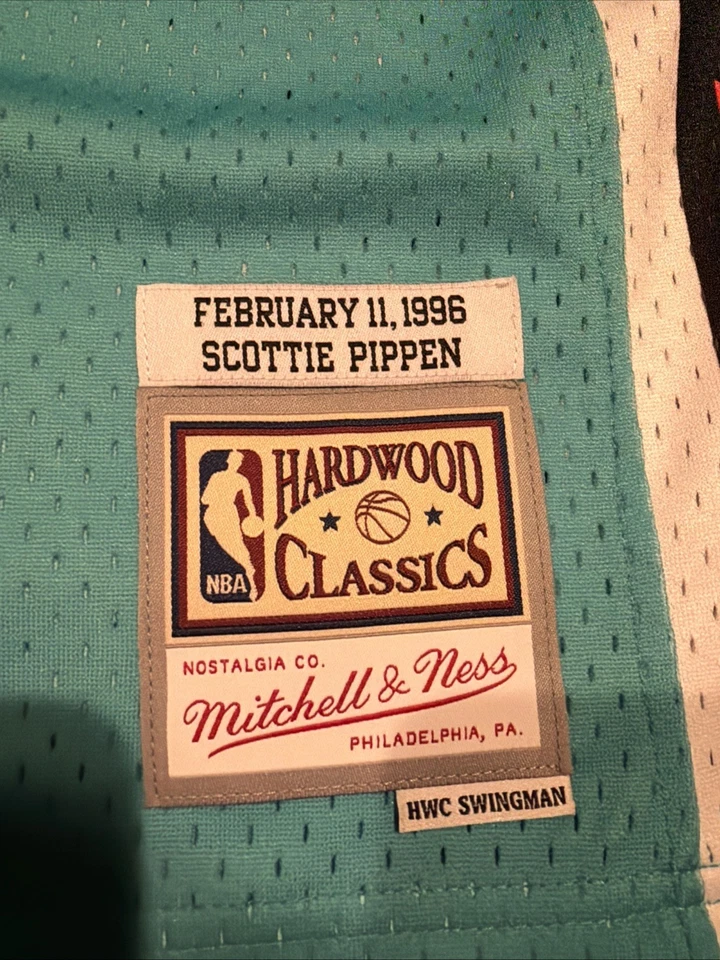 FEBRUARY 11, 1996
SCOTTIE PIPPEN
HARDWOOD
CLASSICS
NBA
NOSTALGIA CO.
Mitchell & Ness
PHILADELPHIA, PA.
HWC SWINGMAN